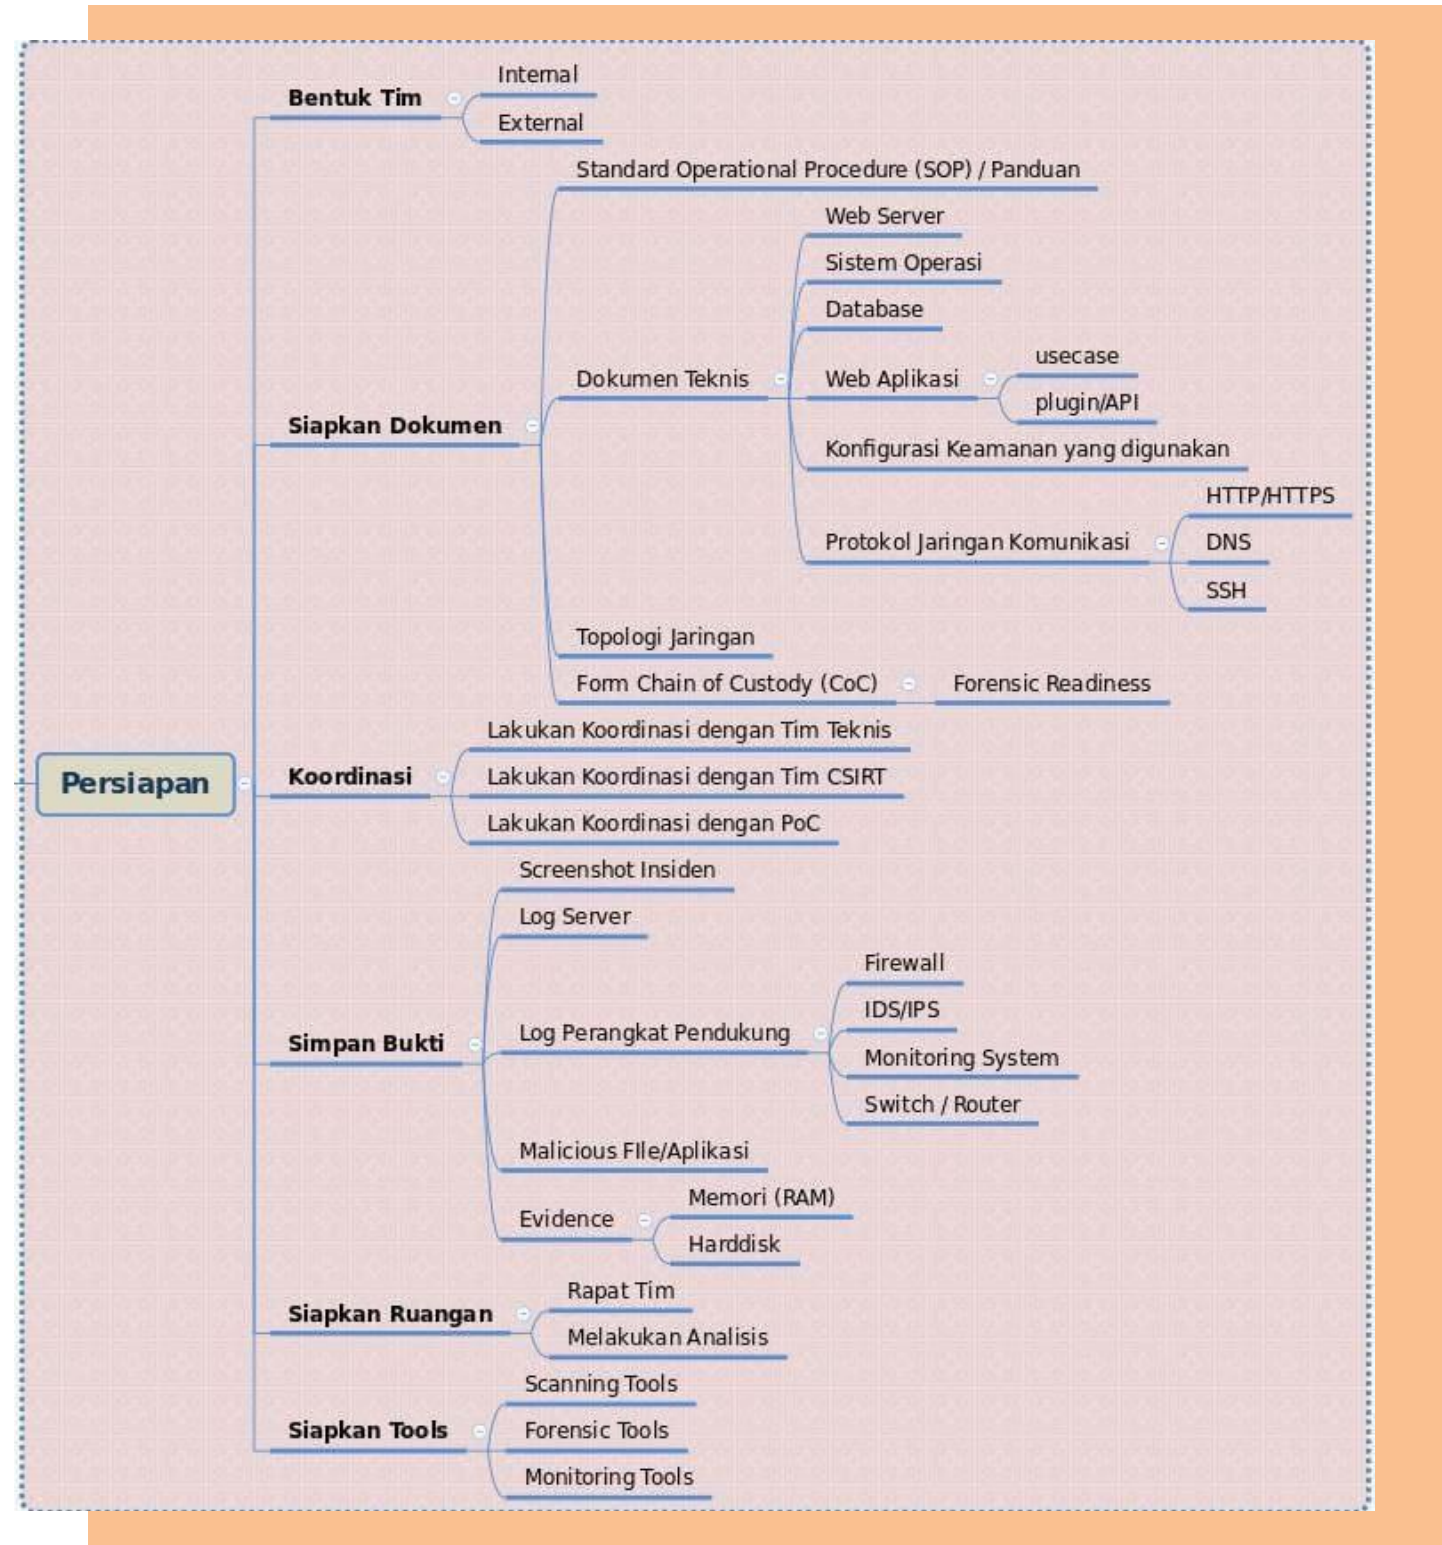 Persiapan
Bentuk Tim
Internal
External
Siapkan Dokumen
Standard Operational Procedure (SOP) / Panduan
Dokumen Teknis
Web Server
Sistem Operasi
Database
Web Aplikasi
usecase
plugin/API
Konfigurasi Keamanan yang digunakan
Protokol Jaringan Komunikasi
HTTP/HTTPS
DNS
SSH
Topologi Jaringan
Form Chain of Custody (CoC)
Forensic Readiness
Koordinasi
Lakukan Koordinasi dengan Tim Teknis
Lakukan Koordinasi dengan Tim CSIRT
Lakukan Koordinasi dengan PoC
Simpan Bukti
Screenshot Insiden
Log Server
Log Perangkat Pendukung
Firewall
IDS/IPS
Monitoring System
Switch / Router
Malicious FIle/Aplikasi
Evidence
Memori (RAM)
Harddisk
Siapkan Ruangan
Rapat Tim
Melakukan Analisis
Siapkan Tools
Scanning Tools
Forensic Tools
Monitoring Tools